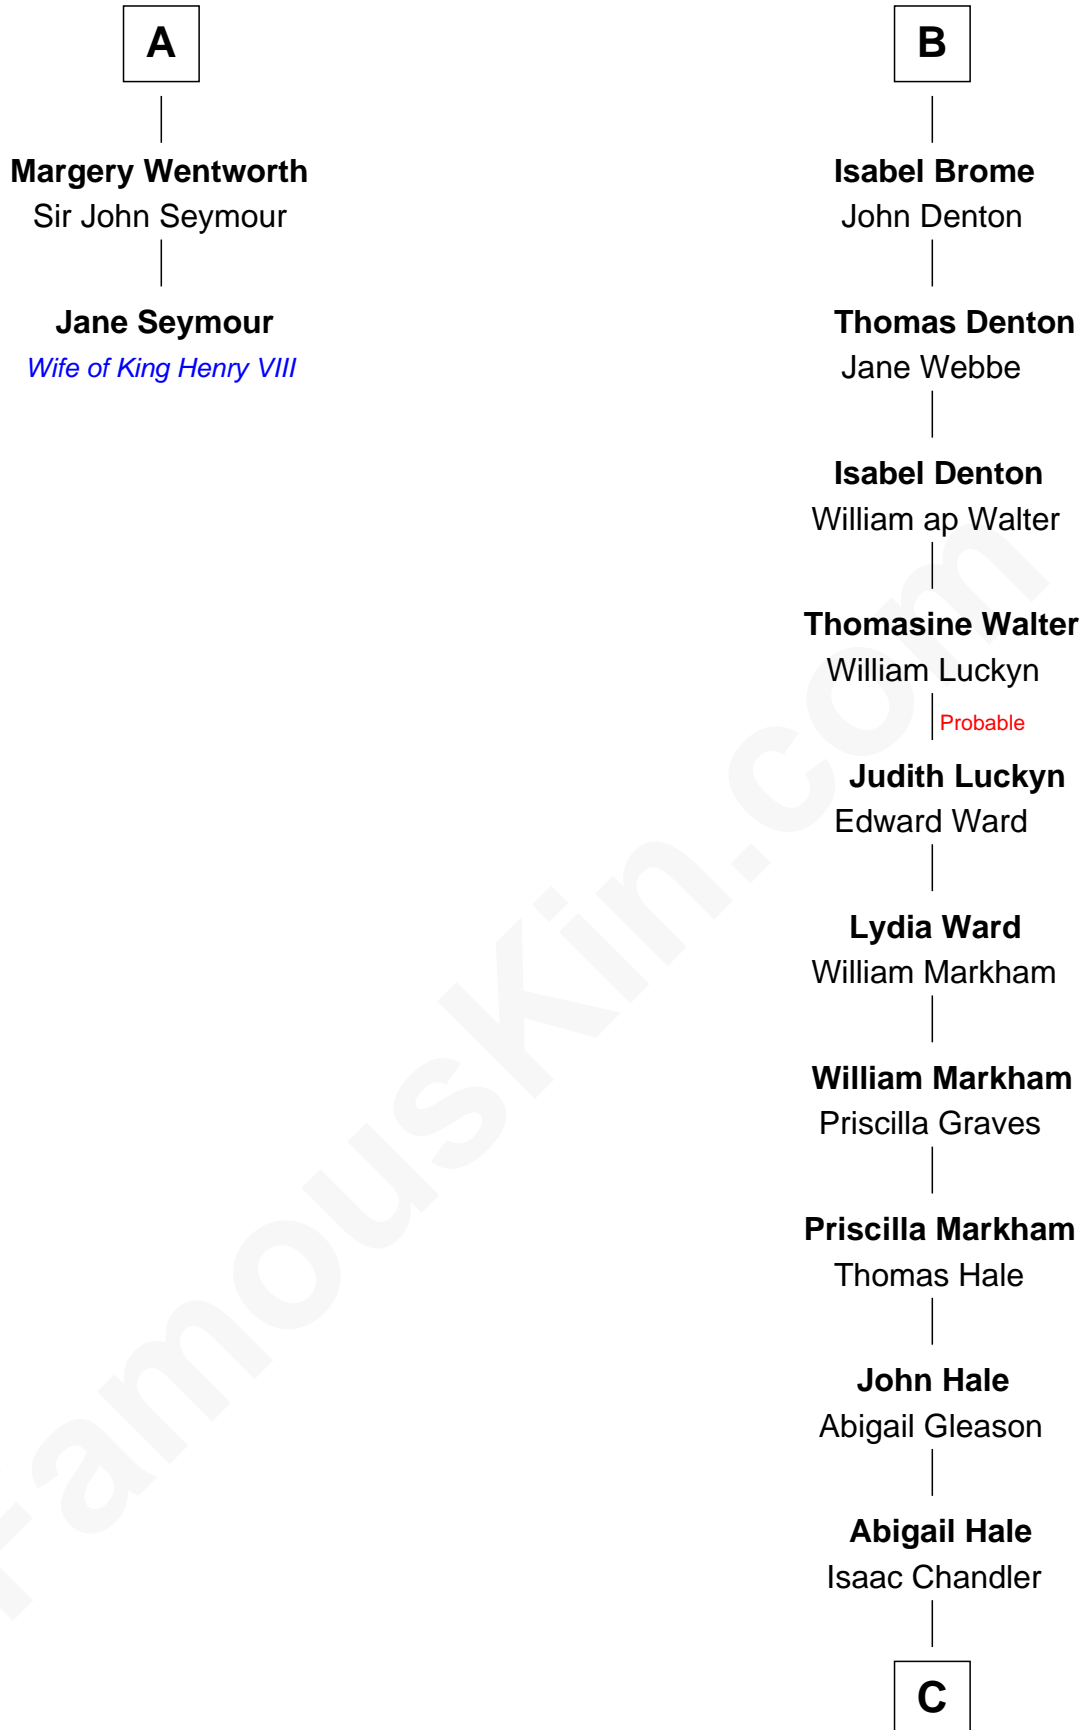 A
Margery Wentworth
Sir John Seymour
Jane Seymour
Wife of King Henry VIII
B
Isabel Brome
John Denton
Thomas Denton
Jane Webbe
Isabel Denton
William ap Walter
Thomasine Walter
William Luckyn
Probable
Judith Luckyn
Edward Ward
Lydia Ward
William Markham
William Markham
Priscilla Graves
Priscilla Markham
Thomas Hale
John Hale
Abigail Gleason
Abigail Hale
Isaac Chandler
C
FamousKin.com